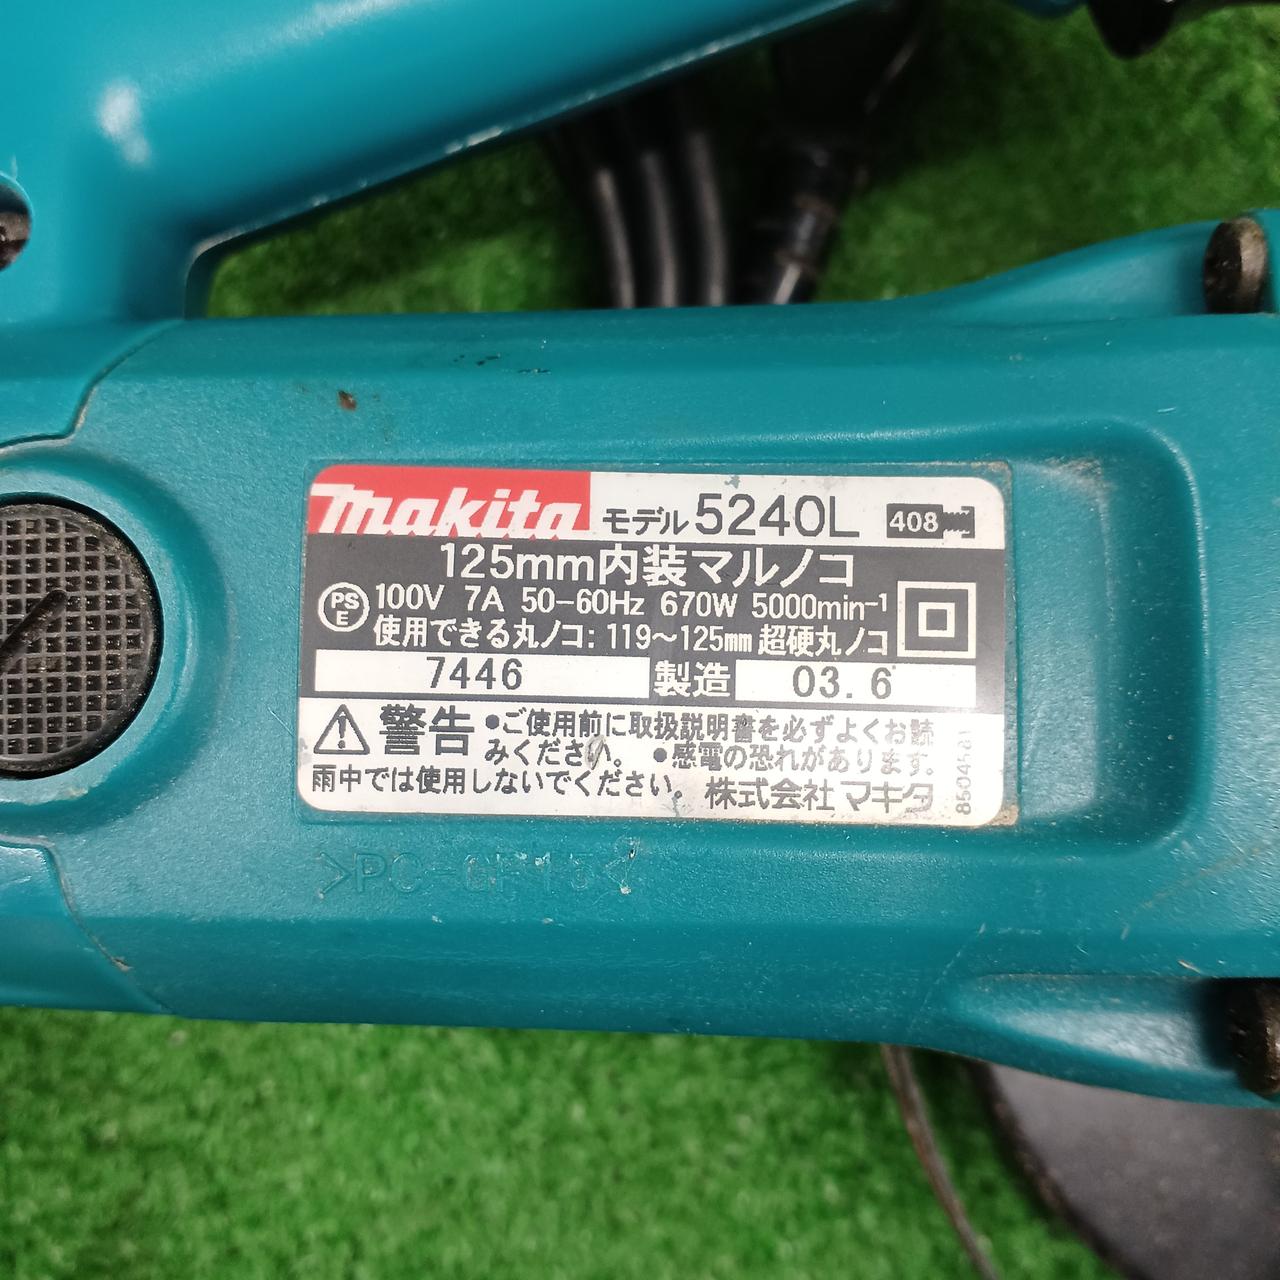 makita モデル 5240L 408
125mm内装マルノコ
PS E 100V 7A 50-60Hz 670W 5000min-1
使用できる丸ノコ: 119～125mm 超硬丸ノコ
7446 製造 03.6
警告 •ご使用前に取扱説明書を必ずよくお読
みください。 •感電の恐れがあります。
雨中では使用しないでください。 株式会社マキタ
>PC-GF15<